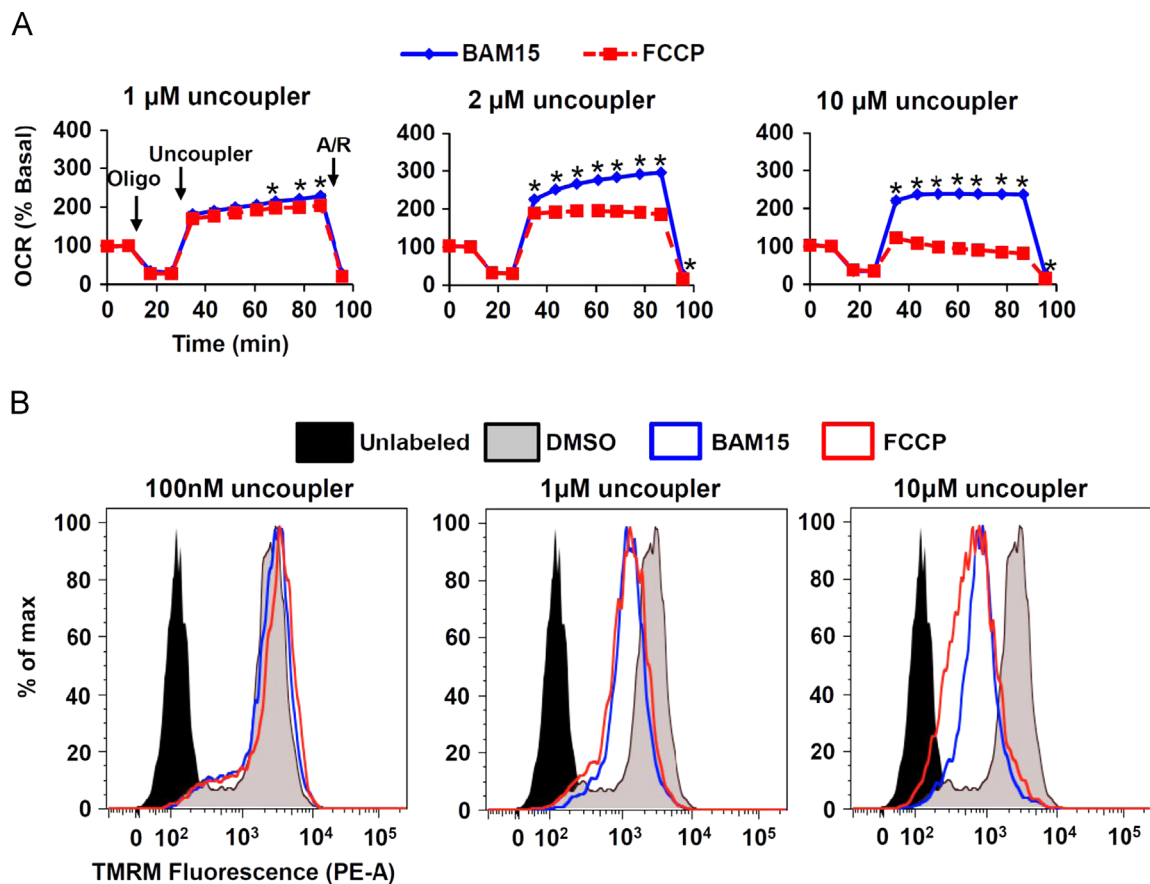 A
BAM15 FCCP
1 µM uncoupler 2 µM uncoupler 10 µM uncoupler
OCR (% Basal)
400 300 200 100 0
Oligo Uncoupler A/R
* * *
0 20 40 60 80 100
Time (min)
400 300 200 100 0
* * * * * * * *
0 20 40 60 80 100
400 300 200 100 0
* * * * * * * *
0 20 40 60 80 100
B
Unlabeled DMSO BAM15 FCCP
100nM uncoupler 1µM uncoupler 10µM uncoupler
% of max
100 80 60 40 20 0
0 10² 10³ 10⁴ 10⁵
100 80 60 40 20 0
0 10² 10³ 10⁴ 10⁵
100 80 60 40 20 0
0 10² 10³ 10⁴ 10⁵
TMRM Fluorescence (PE-A)